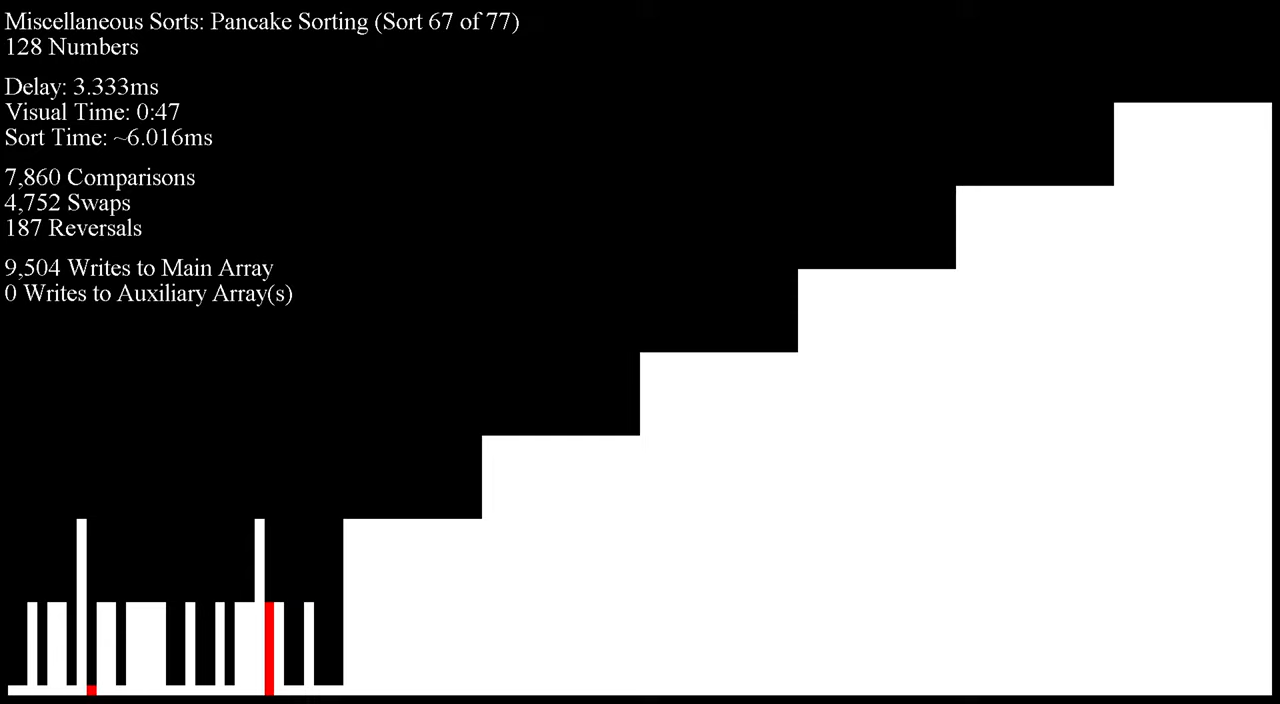 Miscellaneous Sorts: Pancake Sorting (Sort 67 of 77)
128 Numbers
Delay: 3.333ms
Visual Time: 0:47
Sort Time: ~6.016ms
7,860 Comparisons
4,752 Swaps
187 Reversals
9,504 Writes to Main Array
0 Writes to Auxiliary Array(s)